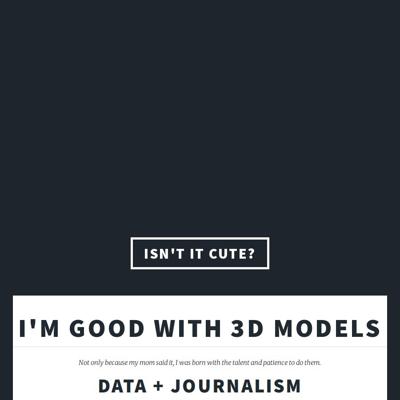 ISN'T IT CUTE?
I'M GOOD WITH 3D MODELS
Not only because my mom said it, I was born with the talent and patience to do them.
DATA + JOURNALISM